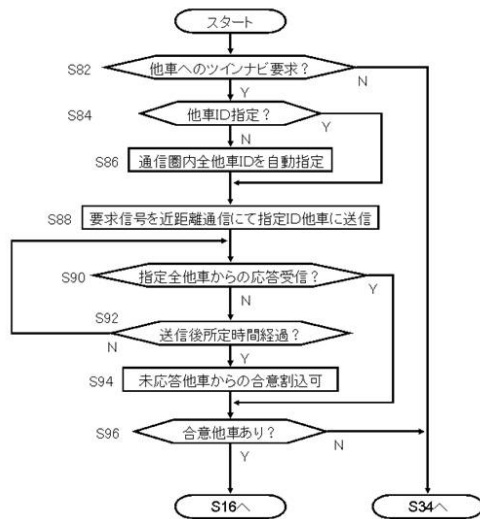 スタート
S82
他車へのツインナビ要求?
N
Y
S84
他車ID指定?
Y
N
S86
通信圏内全他車IDを自動指定
S88
要求信号を近距離通信にて指定ID他車に送信
S90
指定全他車からの応答受信?
Y
N
S92
送信後所定時間経過?
N
Y
S94
未応答他車からの合意割込可
S96
合意他車あり?
N
Y
S16へ
S34へ